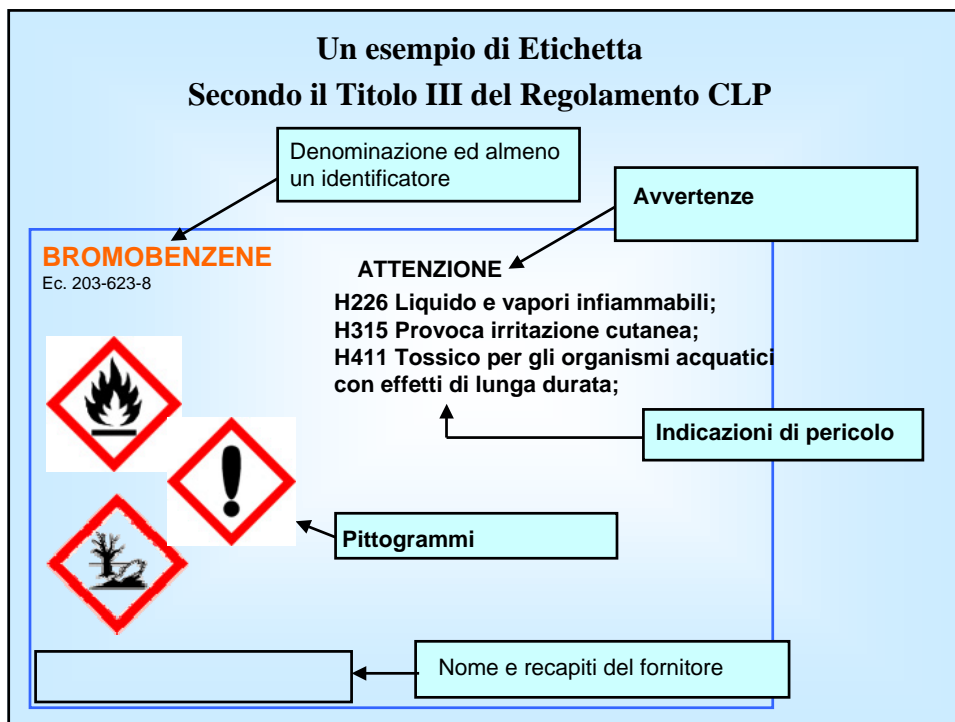 Un esempio di Etichetta
Secondo il Titolo III del Regolamento CLP
Denominazione ed almeno
un identificatore
Avvertenze
BROMOBENZENE
Ec. 203-623-8
ATTENZIONE
H226 Liquido e vapori infiammabili;
H315 Provoca irritazione cutanea;
H411 Tossico per gli organismi acquatici
con effetti di lunga durata;
Indicazioni di pericolo
Pittogrammi
Nome e recapiti del fornitore